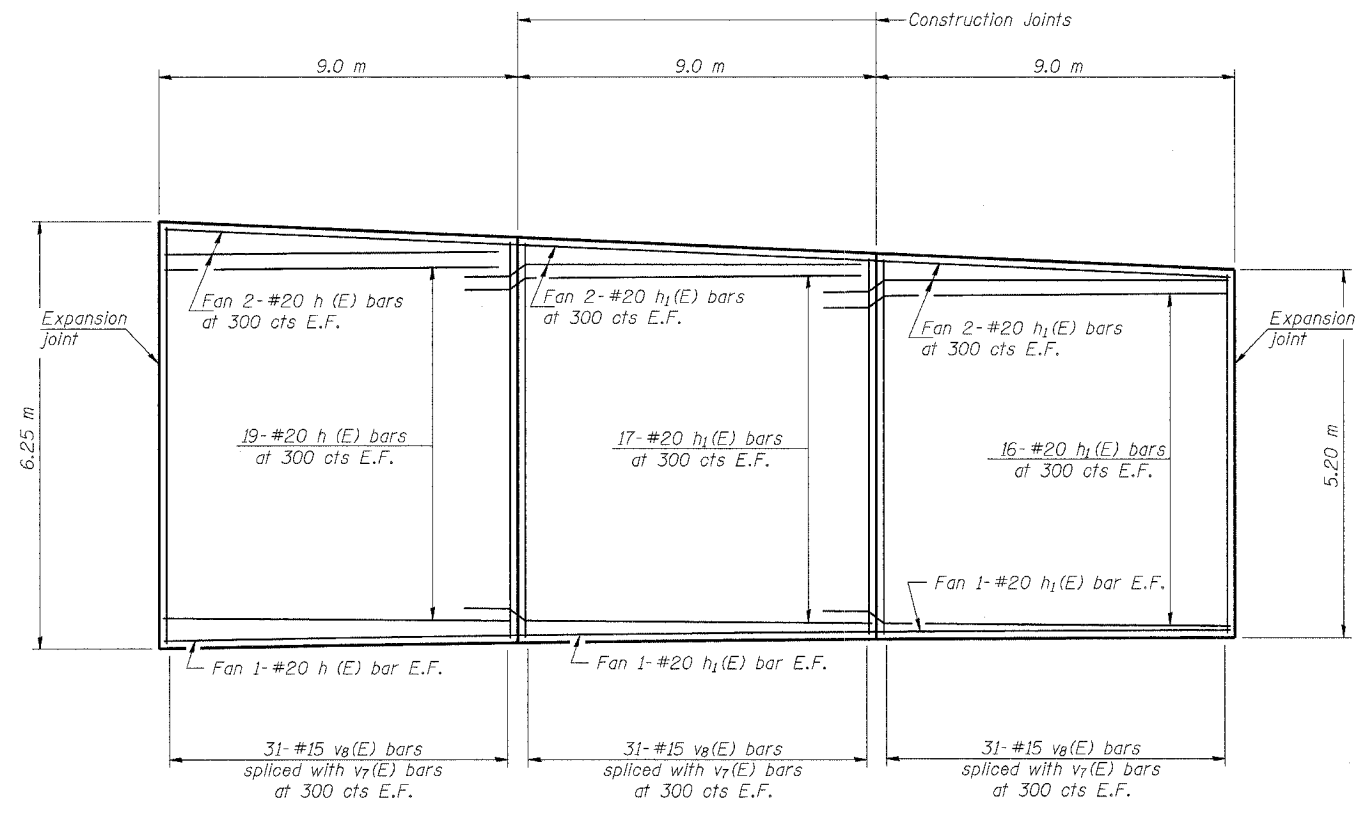 Construction Joints
9.0 m
9.0 m
9.0 m
Fan 2-#20 h (E) bars
at 300 cts E.F.
Fan 2-#20 h₁(E) bars
at 300 cts E.F.
Fan 2-#20 h₁(E) bars
at 300 cts E.F.
Expansion
joint
Expansion
joint
6.25 m
19-#20 h (E) bars
at 300 cts E.F.
17-#20 h₁(E) bars
at 300 cts E.F.
16-#20 h₁(E) bars
at 300 cts E.F.
5.20 m
Fan 1-#20 h₁(E) bar E.F.
Fan 1-#20 h (E) bar E.F.
Fan 1-#20 h₁(E) bar E.F.
31-#15 v₈(E) bars
spliced with v₇(E) bars
at 300 cts E.F.
31-#15 v₈(E) bars
spliced with v₇(E) bars
at 300 cts E.F.
31-#15 v₈(E) bars
spliced with v₇(E) bars
at 300 cts E.F.